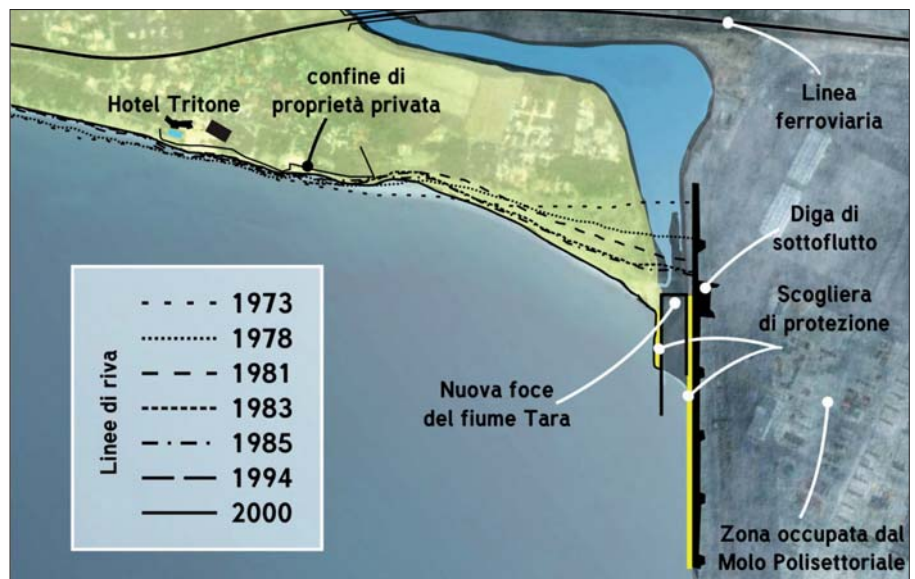 confine di
proprietà privata
Hotel Tritone
Linea
ferroviaria
Diga di
sottoflutto
Scogliera
di protezione
Nuova foce
del fiume Tara
Zona occupata dal
Molo Polisettoriale
Linee di riva
1973
1978
1981
1983
1985
1994
2000